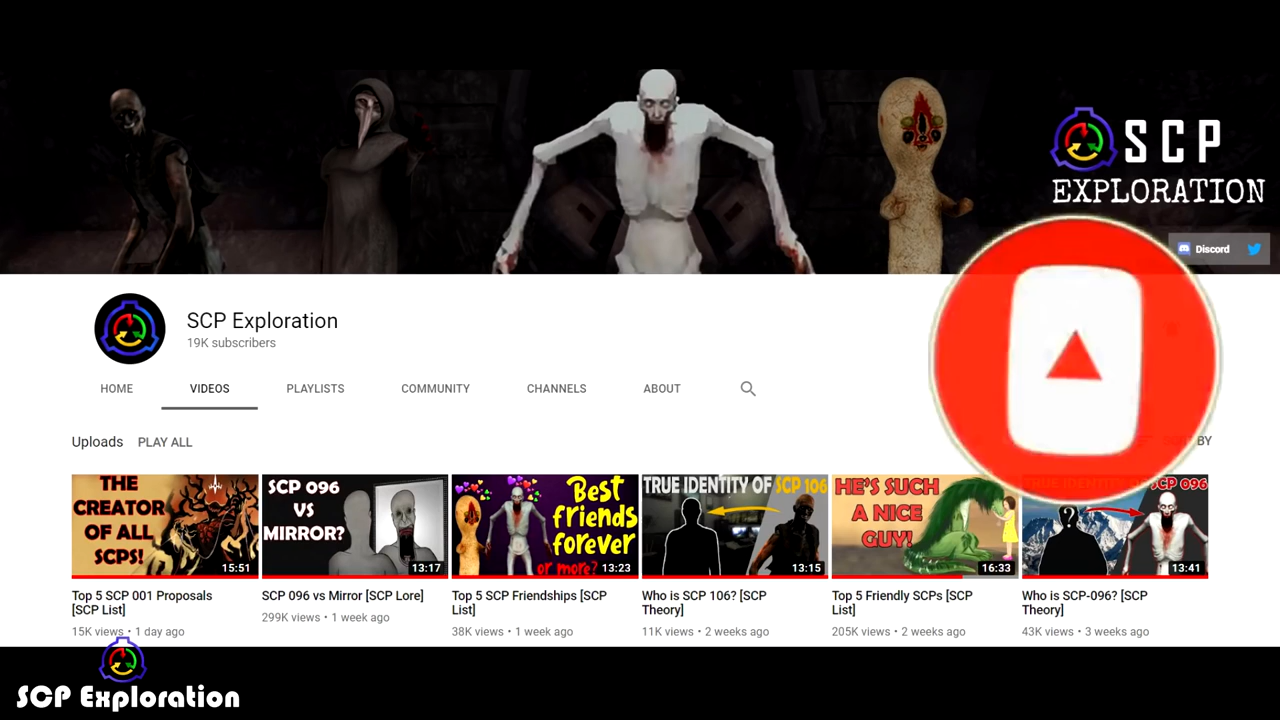 SCP
EXPLORATION
Discord
SCP Exploration
19K subscribers
HOME VIDEOS PLAYLISTS COMMUNITY CHANNELS ABOUT
Uploads PLAY ALL BY
THE
CREATOR
OF ALL
SCPS!
15:51
SCP 096
VS
MIRROR?
13:17
Best
friends
forever
or more?
13:23
TRUE IDENTITY OF SCP 106
13:15
HE'S SUCH
A NICE
GUY!
16:33
TRUE IDENTITY OF SCP 096
13:41
Top 5 SCP 001 Proposals
[SCP List]
15K views • 1 day ago
SCP 096 vs Mirror [SCP Lore]
299K views • 1 week ago
Top 5 SCP Friendships [SCP
List]
38K views • 1 week ago
Who is SCP 106? [SCP
Theory]
11K views • 2 weeks ago
Top 5 Friendly SCPs [SCP
List]
205K views • 2 weeks ago
Who is SCP-096? [SCP
Theory]
43K views • 3 weeks ago
SCP Exploration